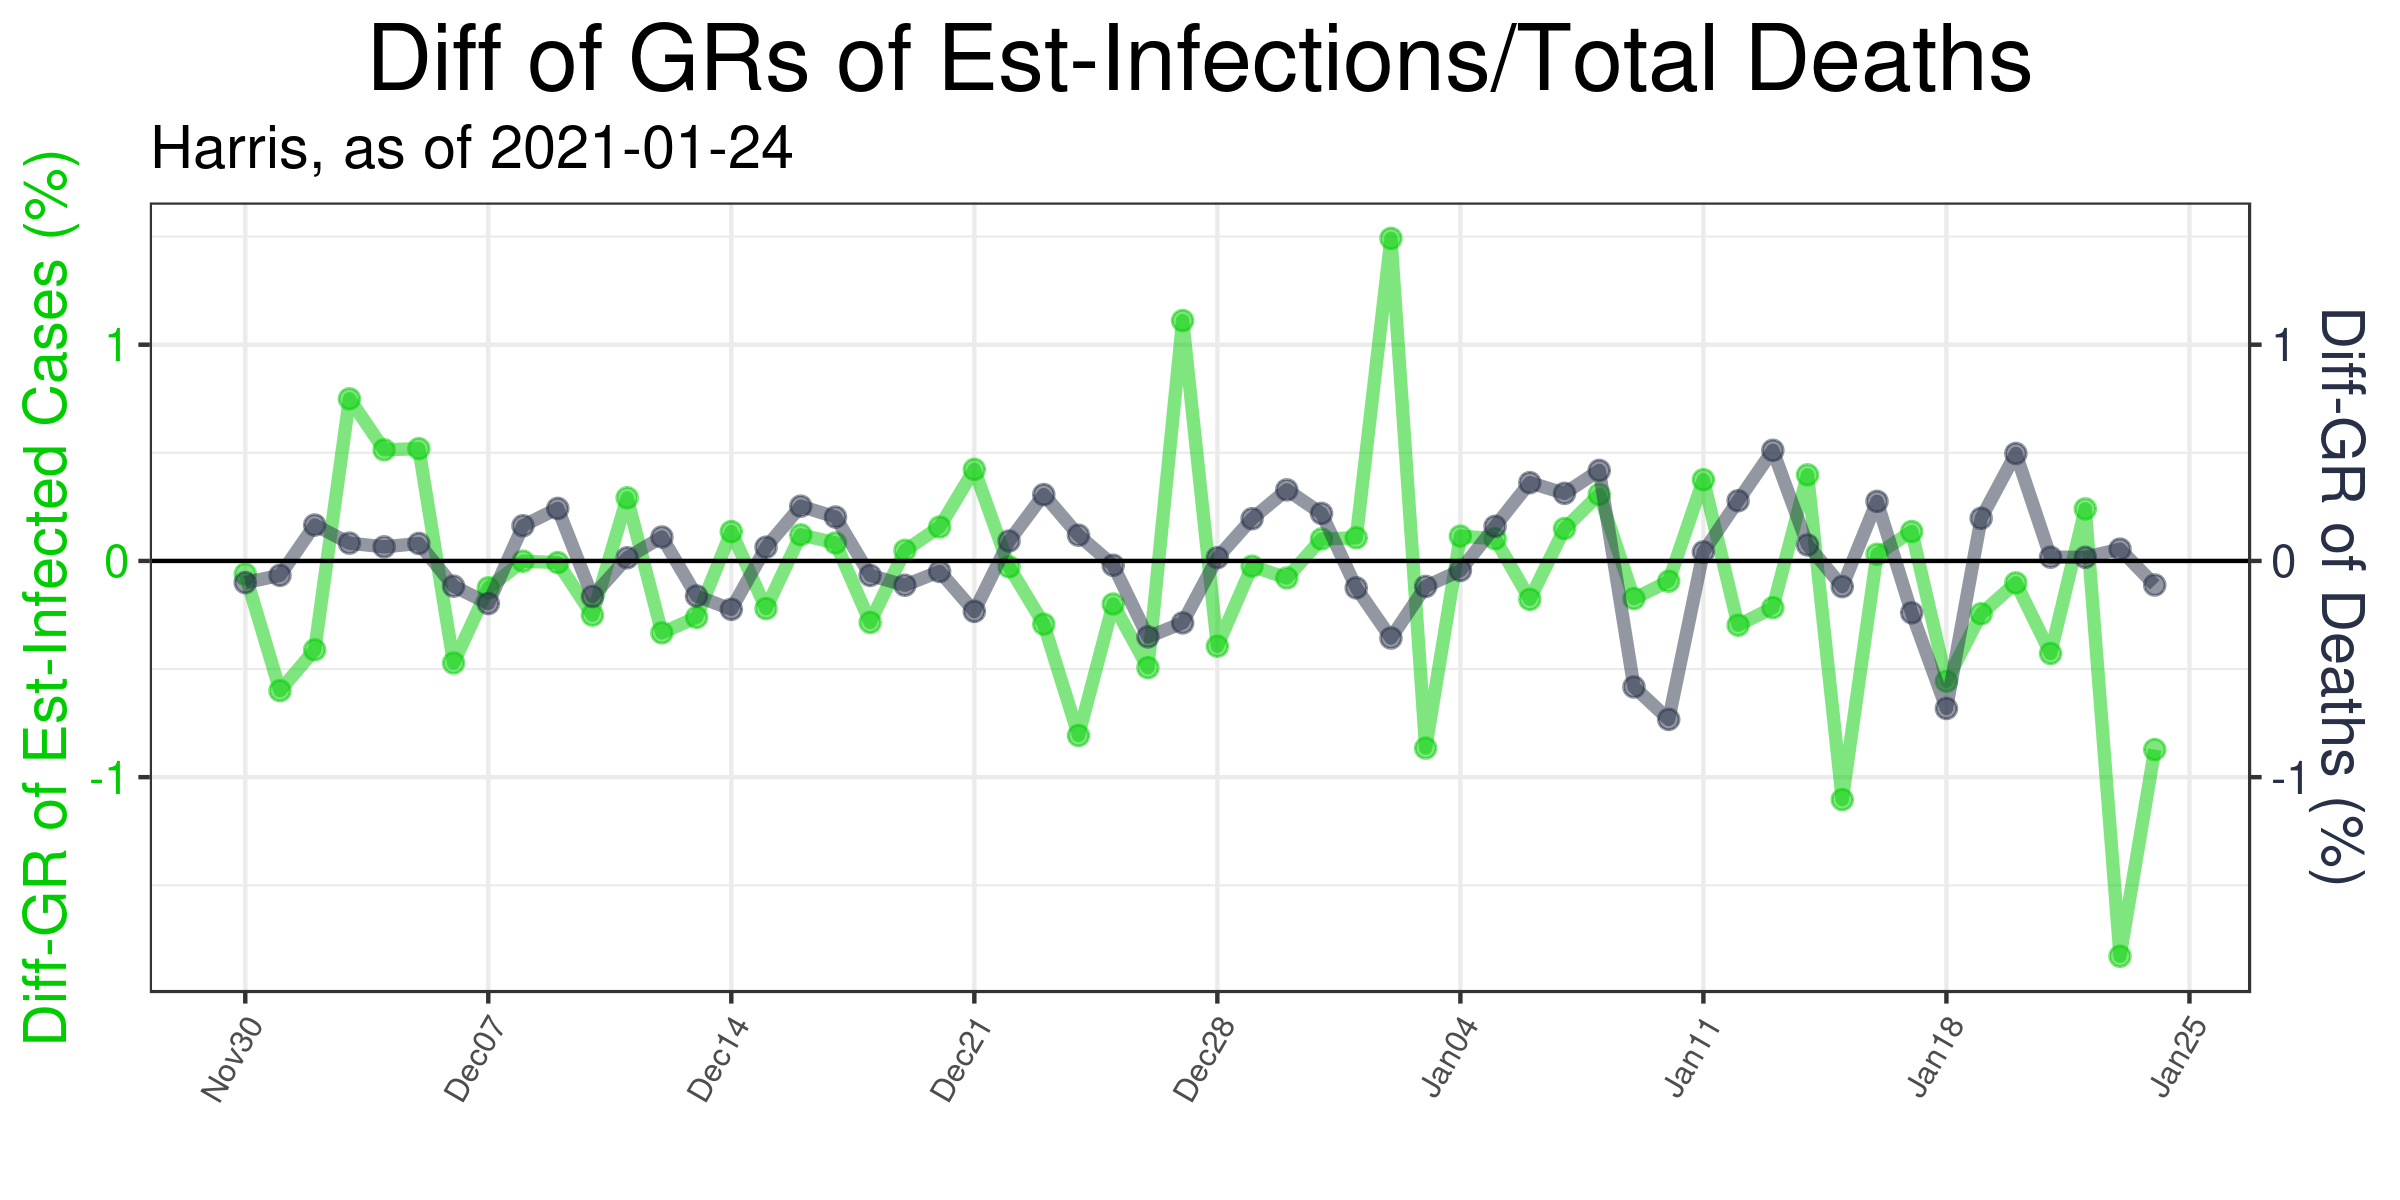 Diff of GRs of Est-Infections/Total Deaths
Harris, as of 2021-01-24
Diff-GR of Est-Infected Cases (%)
1
0
-1
1
0
-1
Diff-GR of Deaths (%)
Nov30
Dec07
Dec14
Dec21
Dec28
Jan04
Jan11
Jan18
Jan25